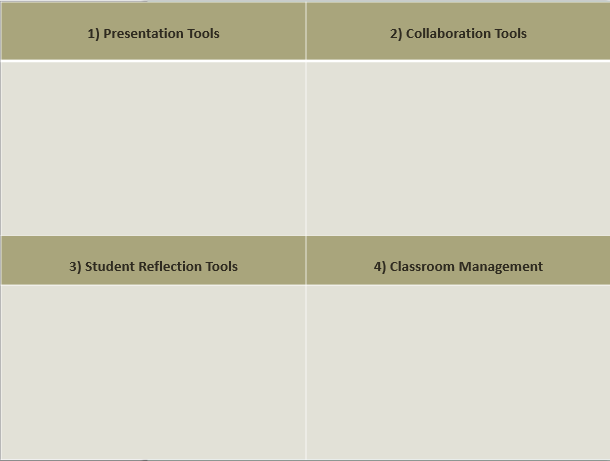 1) Presentation Tools
2) Collaboration Tools
3) Student Reflection Tools
4) Classroom Management